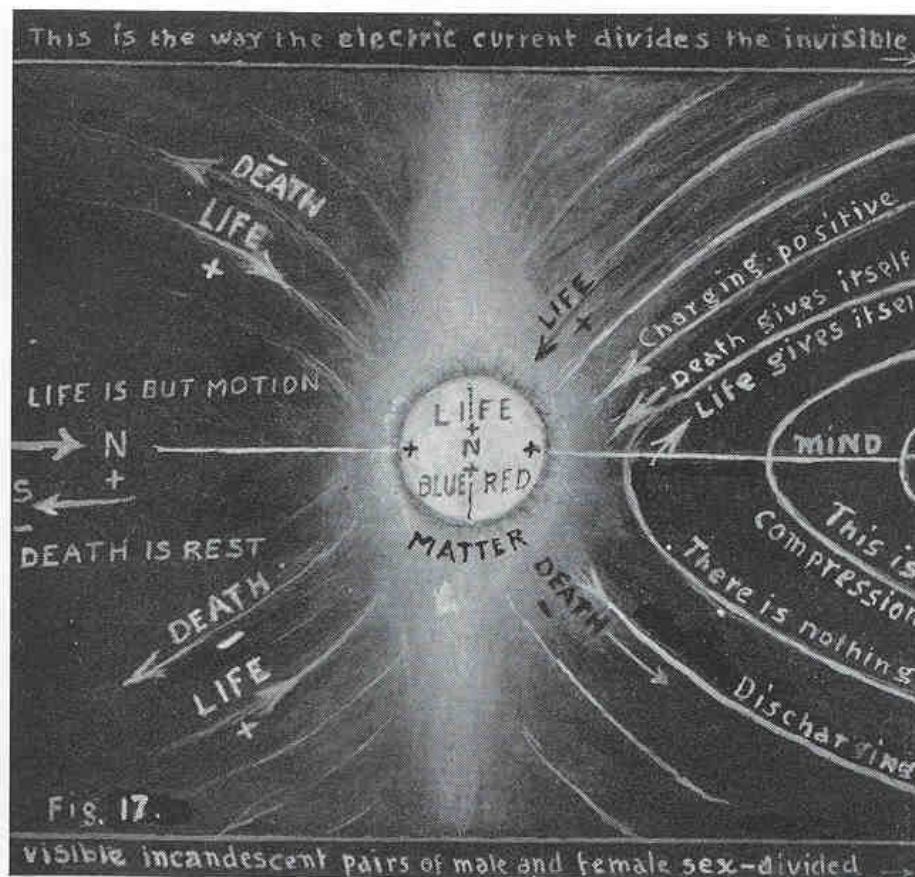 This is the way the electric current divides the invisible
DEATH
−
LIFE
+
LIFE
+
Charging positive
Death gives itself
Life gives itself
LIFE IS BUT MOTION
N
+
S
−
DEATH IS REST
LIFE
+
+ N +
+
BLUE RED
MATTER
MIND
This is
compression
There is nothing
DEATH
−
Discharging
DEATH
−
LIFE
+
Fig. 17.
visible incandescent pairs of male and female sex-divided